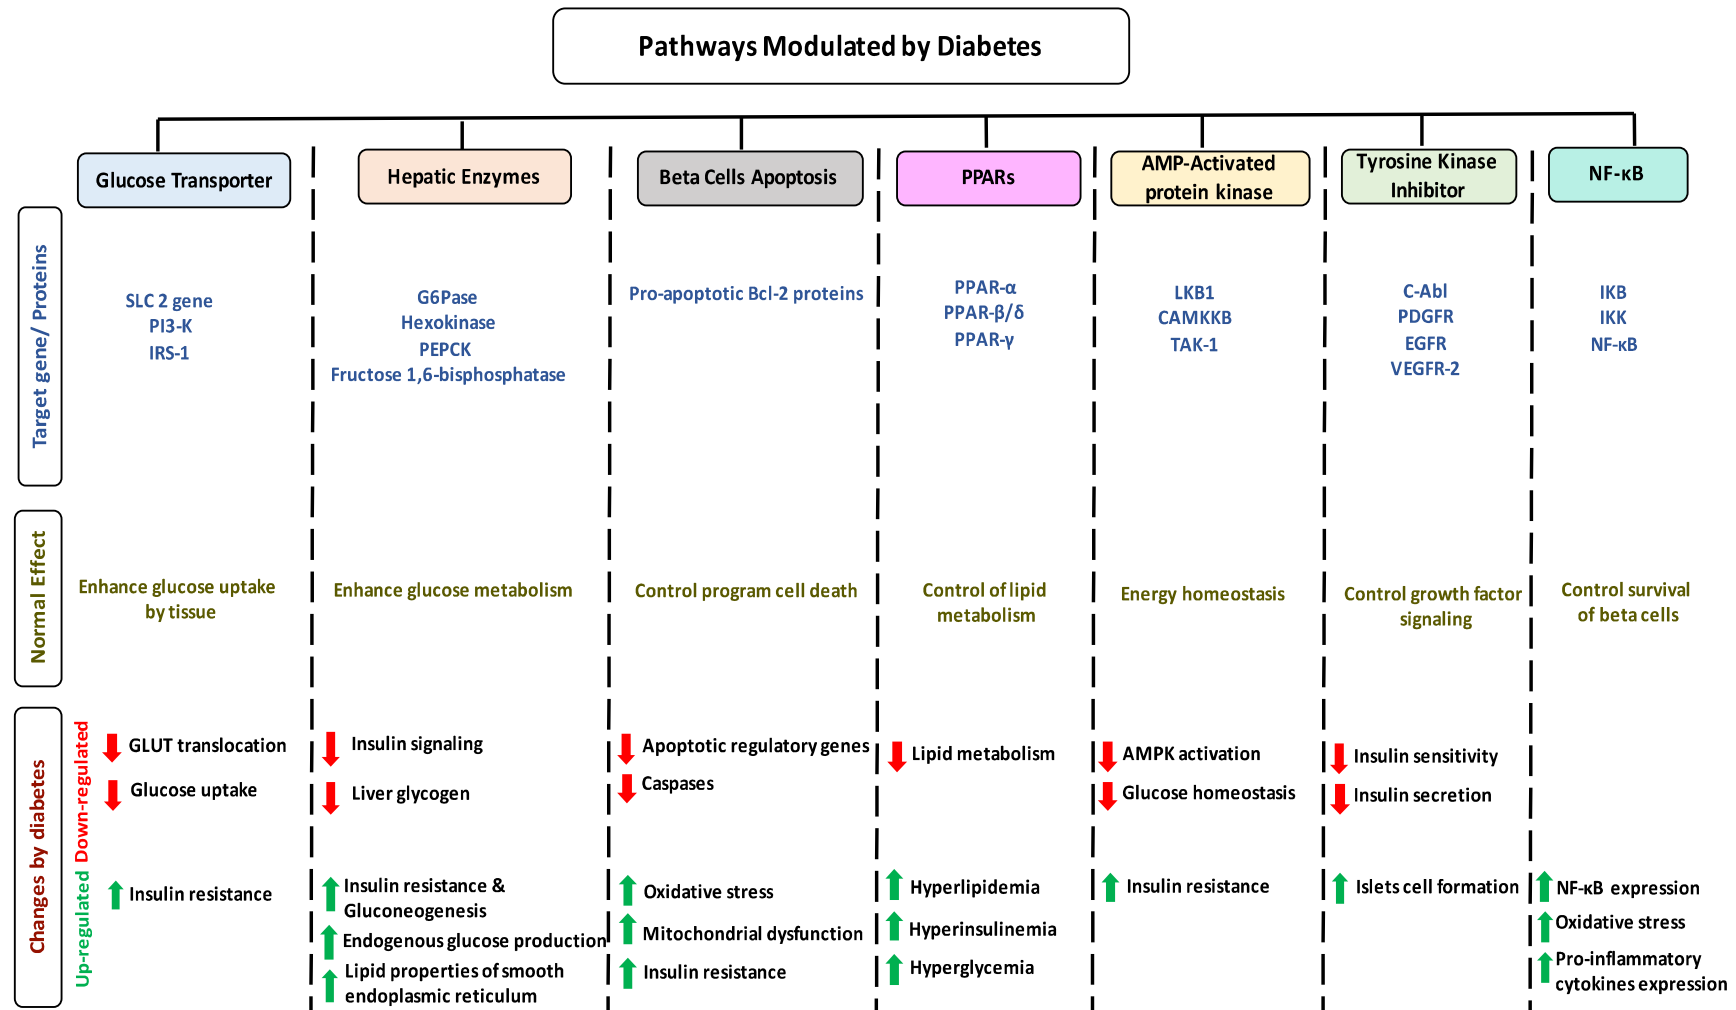 Pathways Modulated by Diabetes
Glucose Transporter
Hepatic Enzymes
Beta Cells Apoptosis
PPARs
AMP-Activated
protein kinase
Tyrosine Kinase
Inhibitor
NF-κB
Target gene/ Proteins
SLC 2 gene
PI3-K
IRS-1
G6Pase
Hexokinase
PEPCK
Fructose 1,6-bisphosphatase
Pro-apoptotic Bcl-2 proteins
PPAR-α
PPAR-β/δ
PPAR-γ
LKB1
CAMKKB
TAK-1
C-Abl
PDGFR
EGFR
VEGFR-2
IKB
IKK
NF-κB
Normal Effect
Enhance glucose uptake
by tissue
Enhance glucose metabolism
Control program cell death
Control of lipid
metabolism
Energy homeostasis
Control growth factor
signaling
Control survival
of beta cells
Changes by diabetes
Down-regulated
GLUT translocation
Glucose uptake
Insulin signaling
Liver glycogen
Apoptotic regulatory genes
Caspases
Lipid metabolism
AMPK activation
Glucose homeostasis
Insulin sensitivity
Insulin secretion
Up-regulated
Insulin resistance
Insulin resistance &
Gluconeogenesis
Endogenous glucose production
Lipid properties of smooth
endoplasmic reticulum
Oxidative stress
Mitochondrial dysfunction
Insulin resistance
Hyperlipidemia
Hyperinsulinemia
Hyperglycemia
Insulin resistance
Islets cell formation
NF-κB expression
Oxidative stress
Pro-inflammatory
cytokines expression